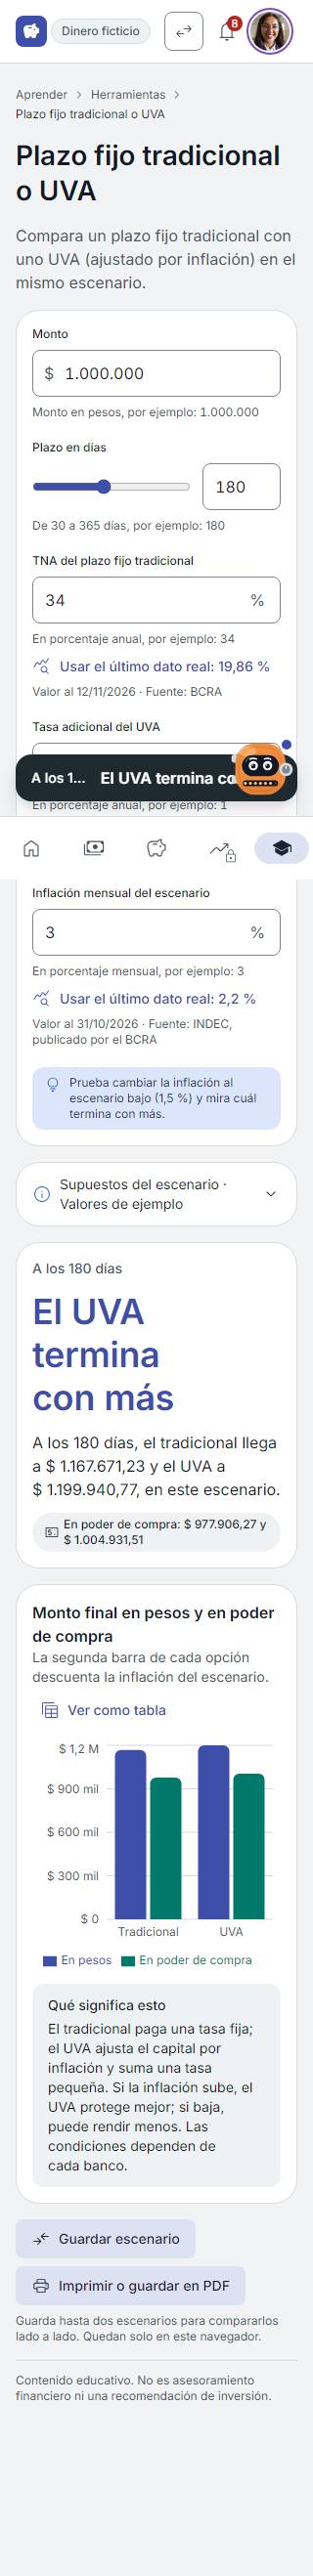 Dinero ficticio
8
Aprender
Herramientas
Plazo fijo tradicional o UVA
Plazo fijo tradicional
o UVA
Compara un plazo fijo tradicional con
uno UVA (ajustado por inflación) en el
mismo escenario.
Monto
$ 1.000.000
Monto en pesos, por ejemplo: 1.000.000
Plazo en días
180
De 30 a 365 días, por ejemplo: 180
TNA del plazo fijo tradicional
34 %
En porcentaje anual, por ejemplo: 34
Usar el último dato real: 19,86 %
Valor al 12/11/2026 · Fuente: BCRA
Tasa adicional del UVA
A los 1... El UVA termina co
En porcentaje anual, por ejemplo: 1
Inflación mensual del escenario
3 %
En porcentaje mensual, por ejemplo: 3
Usar el último dato real: 2,2 %
Valor al 31/10/2026 · Fuente: INDEC,
publicado por el BCRA
Prueba cambiar la inflación al
escenario bajo (1,5 %) y mira cuál
termina con más.
Supuestos del escenario ·
Valores de ejemplo
A los 180 días
El UVA
termina
con más
A los 180 días, el tradicional llega
a $ 1.167.671,23 y el UVA a
$ 1.199.940,77, en este escenario.
En poder de compra: $ 977.906,27 y
$ 1.004.931,51
Monto final en pesos y en poder
de compra
La segunda barra de cada opción
descuenta la inflación del escenario.
Ver como tabla
$ 1,2 M
$ 900 mil
$ 600 mil
$ 300 mil
$ 0
Tradicional UVA
En pesos En poder de compra
Qué significa esto
El tradicional paga una tasa fija;
el UVA ajusta el capital por
inflación y suma una tasa
pequeña. Si la inflación sube, el
UVA protege mejor; si baja,
puede rendir menos. Las
condiciones dependen de
cada banco.
Guardar escenario
Imprimir o guardar en PDF
Guarda hasta dos escenarios para compararlos
lado a lado. Quedan solo en este navegador.
Contenido educativo. No es asesoramiento
financiero ni una recomendación de inversión.